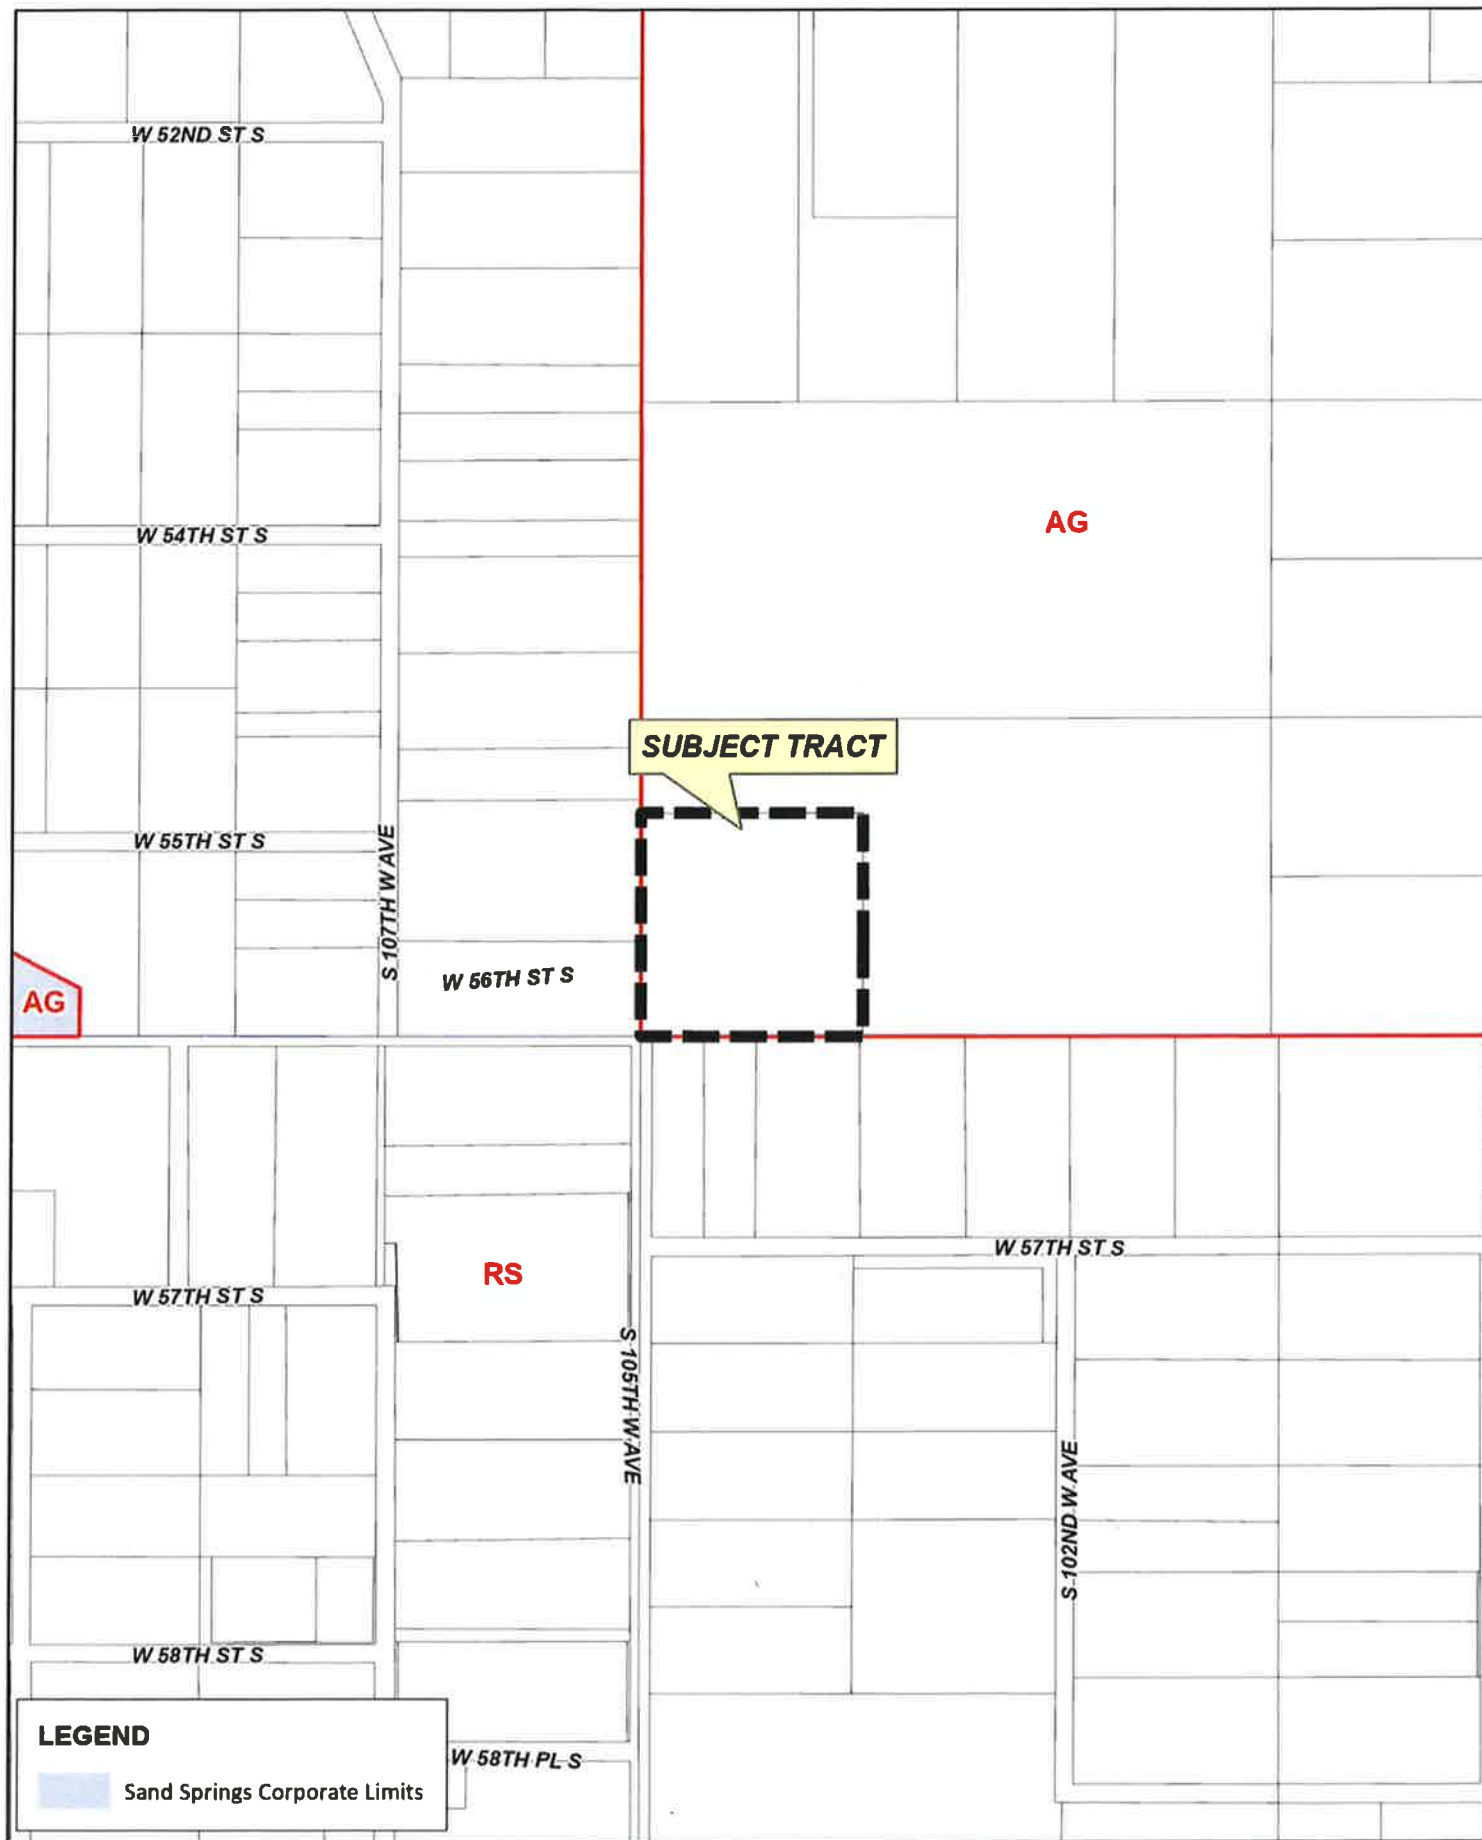 W 52ND ST S
AG
W 54TH ST S
SUBJECT TRACT
W 55TH ST S
S 107TH W AVE
W 56TH ST S
AG
W 57TH ST S
RS
W 57TH ST S
S 105TH W AVE
S 102ND W AVE
W 58TH ST S
LEGEND
W 58TH PL S
Sand Springs Corporate Limits